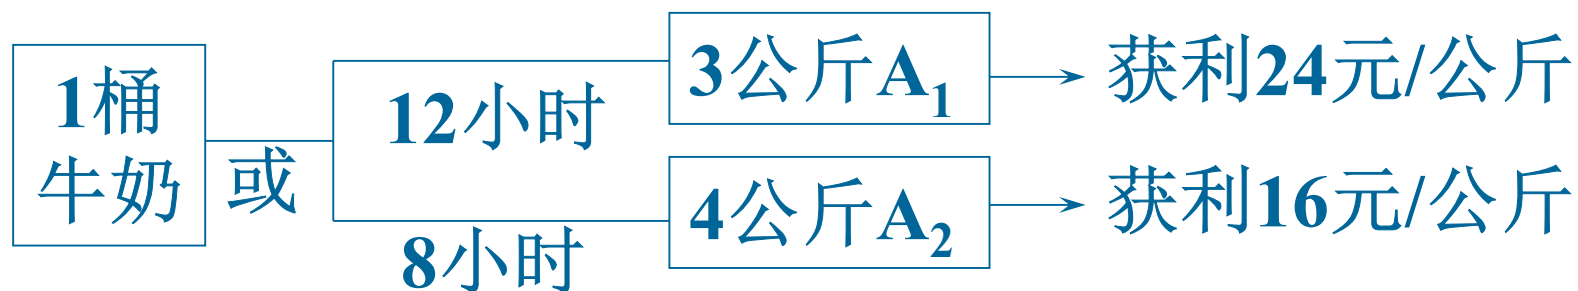 1桶
牛奶
或
12小时
3公斤A₁
获利24元/公斤
8小时
4公斤A₂
获利16元/公斤